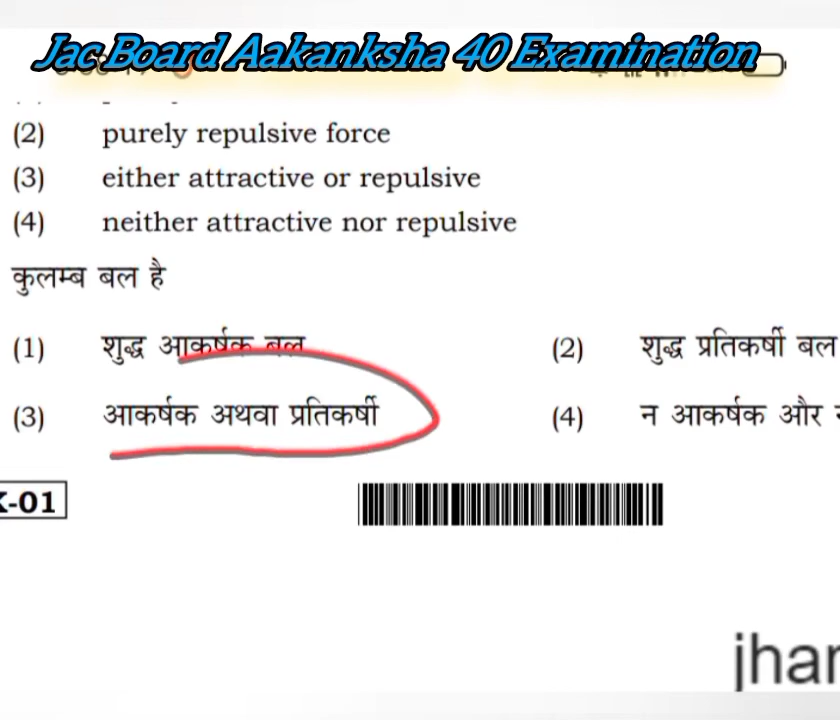 Jac Board Aakanksha 40 Examination
(2) purely repulsive force
(3) either attractive or repulsive
(4) neither attractive nor repulsive
कुलम्ब बल है
(1) शुद्ध आकर्षक बल (2) शुद्ध प्रतिकर्षी बल
(3) आकर्षक अथवा प्रतिकर्षी (4) न आकर्षक और
-01
jhar